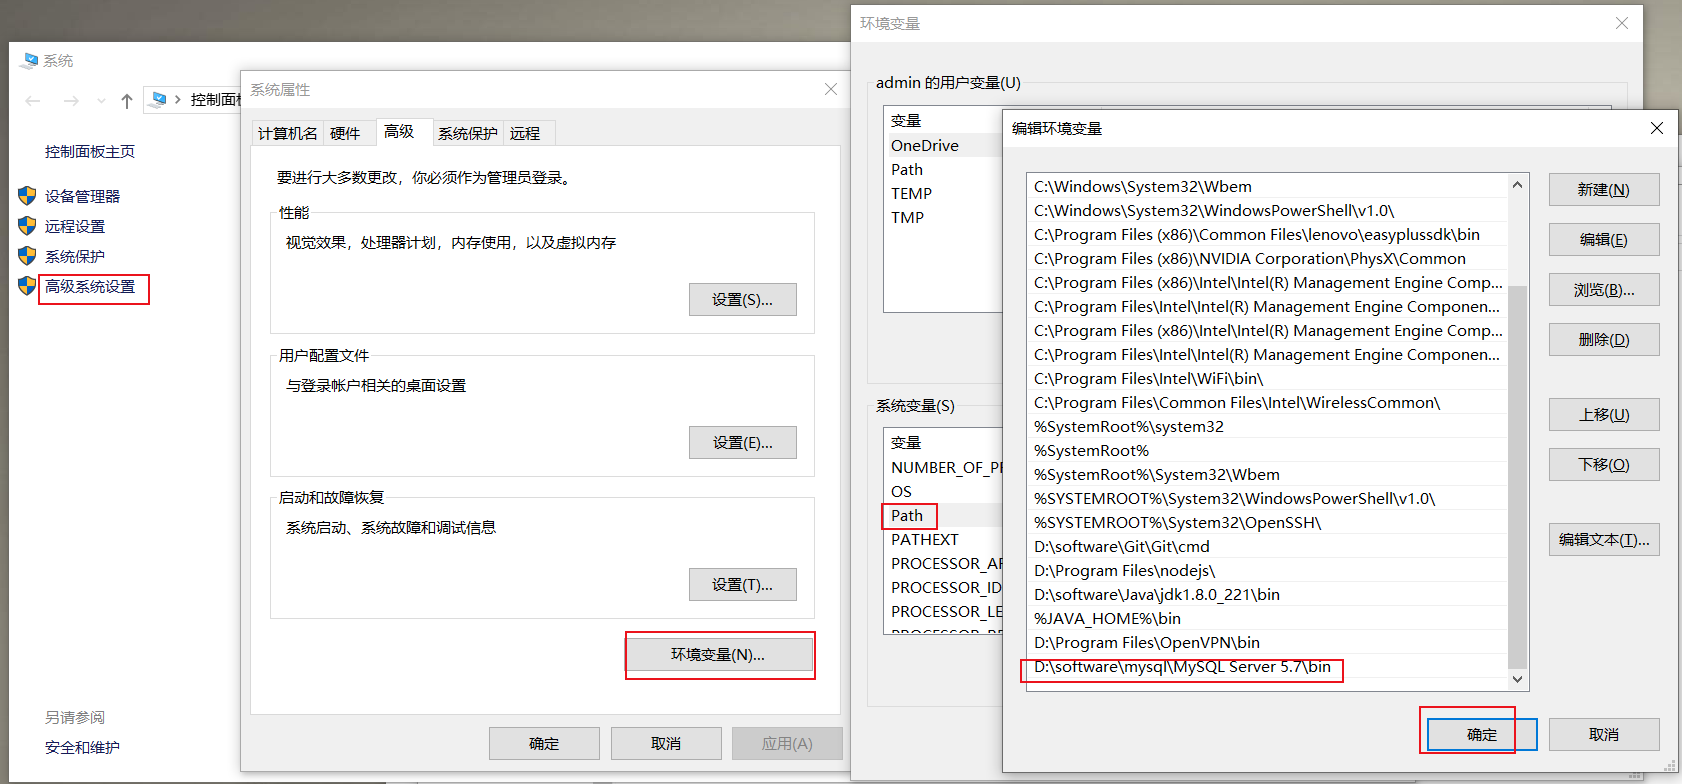 系统
控制面板
控制面板主页
设备管理器
远程设置
系统保护
高级系统设置
另请参阅
安全和维护
系统属性
计算机名
硬件
高级
系统保护
远程
要进行大多数更改，你必须作为管理员登录。
性能
视觉效果，处理器计划，内存使用，以及虚拟内存
设置(S)...
用户配置文件
与登录帐户相关的桌面设置
设置(E)...
启动和故障恢复
系统启动、系统故障和调试信息
设置(T)...
环境变量(N)...
确定
取消
应用(A)
环境变量
admin 的用户变量(U)
变量
OneDrive
Path
TEMP
TMP
系统变量(S)
变量
NUMBER_OF_PR
OS
Path
PATHEXT
PROCESSOR_AR
PROCESSOR_ID
PROCESSOR_LE
PROCESSOR_RE
编辑环境变量
C:\Windows\System32\Wbem
C:\Windows\System32\WindowsPowerShell\v1.0\
C:\Program Files (x86)\Common Files\lenovo\easyplussdk\bin
C:\Program Files (x86)\NVIDIA Corporation\PhysX\Common
C:\Program Files (x86)\Intel\Intel(R) Management Engine Comp...
C:\Program Files\Intel\Intel(R) Management Engine Componen...
C:\Program Files (x86)\Intel\Intel(R) Management Engine Comp...
C:\Program Files\Intel\Intel(R) Management Engine Componen...
C:\Program Files\Intel\WiFi\bin\
C:\Program Files\Common Files\Intel\WirelessCommon\
%SystemRoot%\system32
%SystemRoot%
%SystemRoot%\System32\Wbem
%SYSTEMROOT%\System32\WindowsPowerShell\v1.0\
%SYSTEMROOT%\System32\OpenSSH\
D:\software\Git\Git\cmd
D:\Program Files\nodejs\
D:\software\Java\jdk1.8.0_221\bin
%JAVA_HOME%\bin
D:\Program Files\OpenVPN\bin
D:\software\mysql\MySQL Server 5.7\bin
新建(N)
编辑(E)
浏览(B)...
删除(D)
上移(U)
下移(O)
编辑文本(T)...
确定
取消